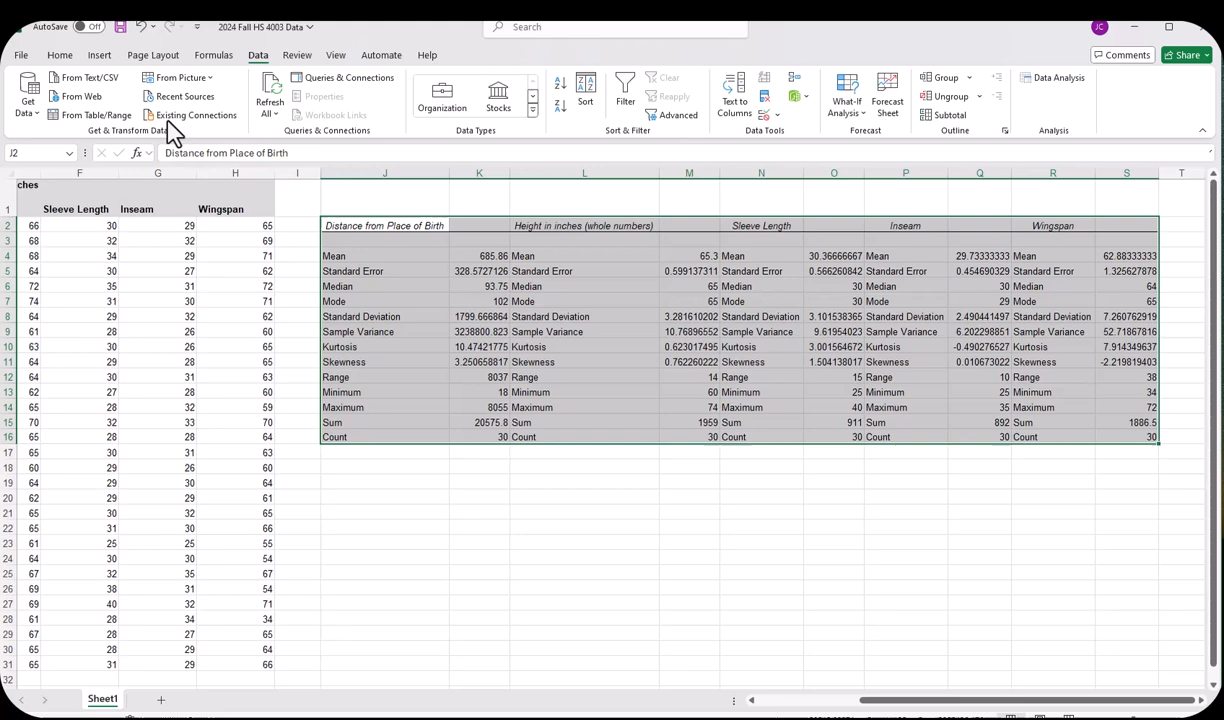 AutoSave Off 2024 Fall HS 4003 Data Search JC
File Home Insert Page Layout Formulas Data Review View Automate Help Comments Share
From Text/CSV From Picture Queries & Connections Clear Group Data Analysis
Get Data From Web Recent Sources Refresh All Properties Organization Stocks Sort Filter Reapply Text to Columns What-If Analysis Forecast Sheet Ungroup
From Table/Range Existing Connections Workbook Links Advanced Subtotal
Get & Transform Data Queries & Connections Data Types Sort & Filter Data Tools Forecast Outline Analysis
J2 fx Distance from Place of Birth
F G H I J K L M N O P Q R S T
ches
1 Sleeve Length Inseam Wingspan
2 66 30 29 65 Distance from Place of Birth Height in inches (whole numbers) Sleeve Length Inseam Wingspan
3 68 32 32 69
4 68 34 29 71 Mean 685.86 Mean 65.3 Mean 30.36666667 Mean 29.73333333 Mean 62.88333333
5 64 30 27 62 Standard Error 328.5727126 Standard Error 0.599137311 Standard Error 0.566260842 Standard Error 0.454690329 Standard Error 1.325627878
6 72 35 31 72 Median 93.75 Median 65 Median 30 Median 30 Median 64
7 74 31 30 71 Mode 102 Mode 65 Mode 30 Mode 29 Mode 65
8 64 29 32 62 Standard Deviation 1799.666864 Standard Deviation 3.281610202 Standard Deviation 3.101538365 Standard Deviation 2.490441497 Standard Deviation 7.260762919
9 61 28 26 60 Sample Variance 3238800.823 Sample Variance 10.76896552 Sample Variance 9.61954023 Sample Variance 6.202298851 Sample Variance 52.71867816
10 63 30 26 65 Kurtosis 10.47421775 Kurtosis 0.623017495 Kurtosis 3.001564672 Kurtosis -0.490276527 Kurtosis 7.914349637
11 64 29 28 65 Skewness 3.250658817 Skewness 0.762260222 Skewness 1.504138017 Skewness 0.010673022 Skewness -2.219819403
12 64 30 31 63 Range 8037 Range 14 Range 15 Range 10 Range 38
13 62 27 28 60 Minimum 18 Minimum 60 Minimum 25 Minimum 25 Minimum 34
14 65 28 32 59 Maximum 8055 Maximum 74 Maximum 40 Maximum 35 Maximum 72
15 70 32 33 70 Sum 20575.8 Sum 1959 Sum 911 Sum 892 Sum 1886.5
16 65 28 28 64 Count 30 Count 30 Count 30 Count 30 Count 30
17 65 30 31 63
18 60 29 26 60
19 64 29 30 64
20 62 29 29 61
21 65 30 32 65
22 65 31 30 66
23 61 25 25 55
24 64 30 30 54
25 67 32 35 67
26 69 38 31 54
27 69 40 32 71
28 61 28 34 34
29 67 28 27 65
30 65 28 29 64
31 65 31 29 66
32
Sheet1